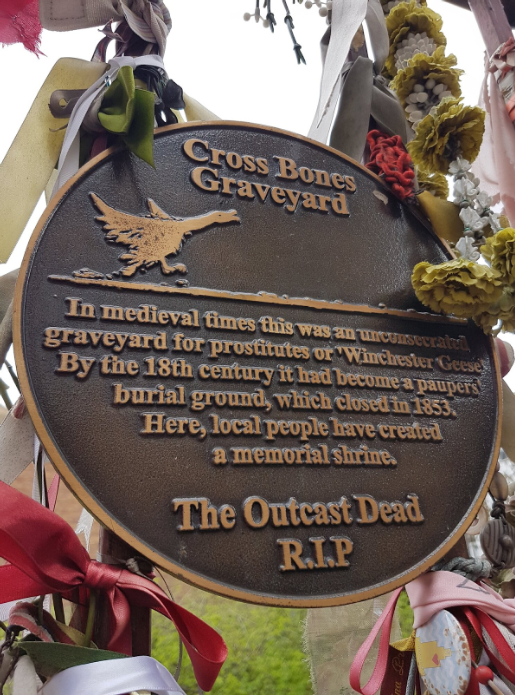 Cross Bones
Graveyard
In medieval times this was an unconsecrated
graveyard for prostitutes or 'Winchester Geese'
By the 18th century it had become a paupers'
burial ground, which closed in 1853.
Here, local people have created
a memorial shrine.
The Outcast Dead
R.I.P